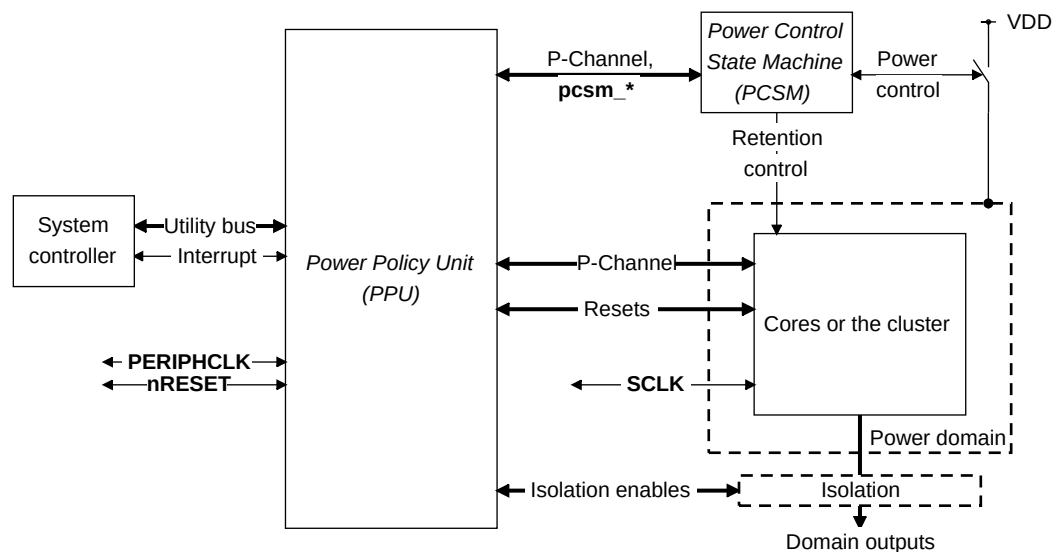 Power Control
State Machine
(PCSM)
VDD
P-Channel,
pcsm_*
Power
control
Retention
control
System
controller
Utility bus
Interrupt
Power Policy Unit
(PPU)
P-Channel
Resets
Cores or the cluster
PERIPHCLK
nRESET
SCLK
Power domain
Isolation enables
Isolation
Domain outputs